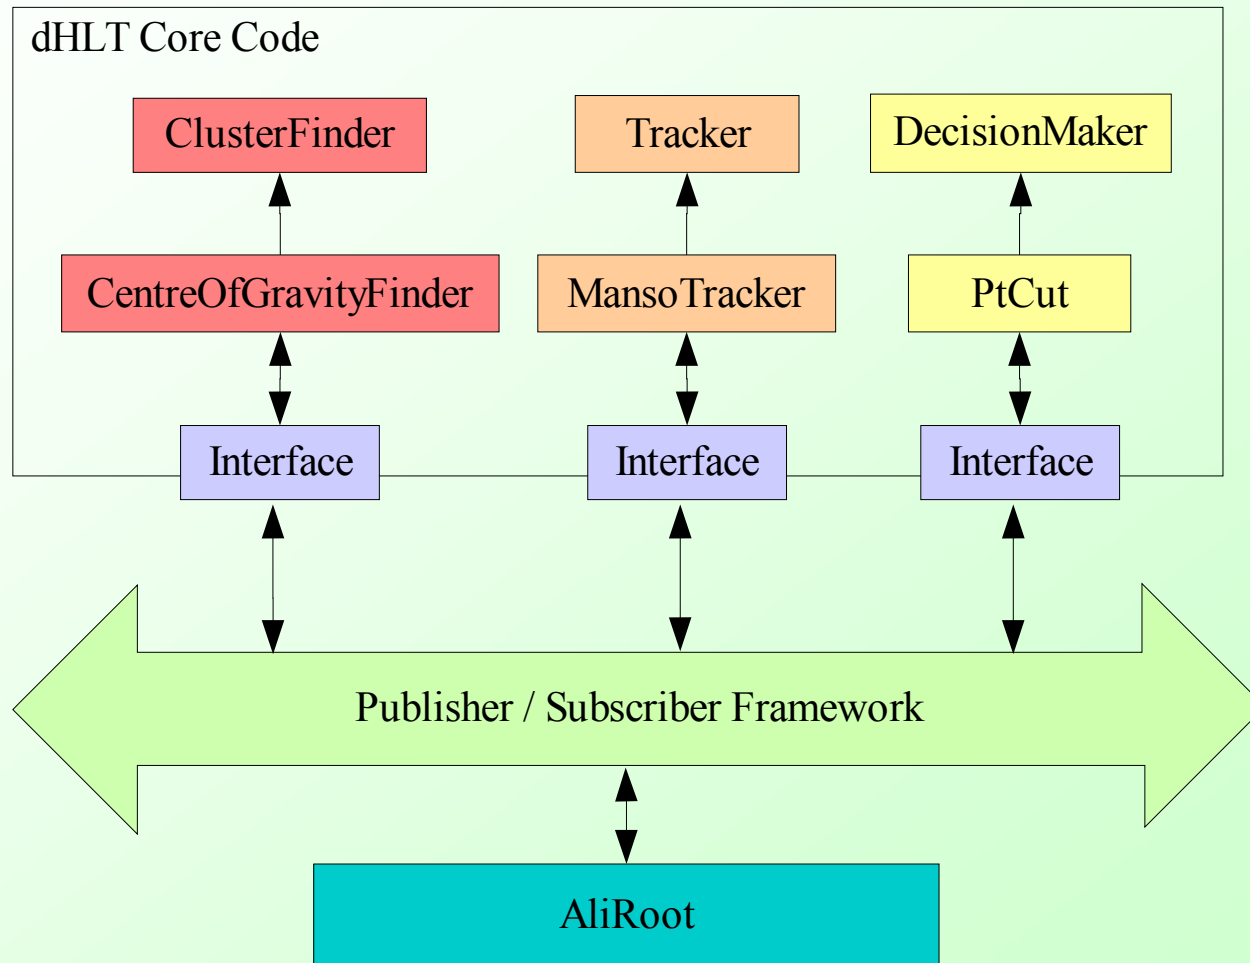 dHLT Core Code
ClusterFinder
Tracker
DecisionMaker
CentreOfGravityFinder
MansoTracker
PtCut
Interface
Interface
Interface
Publisher / Subscriber Framework
AliRoot